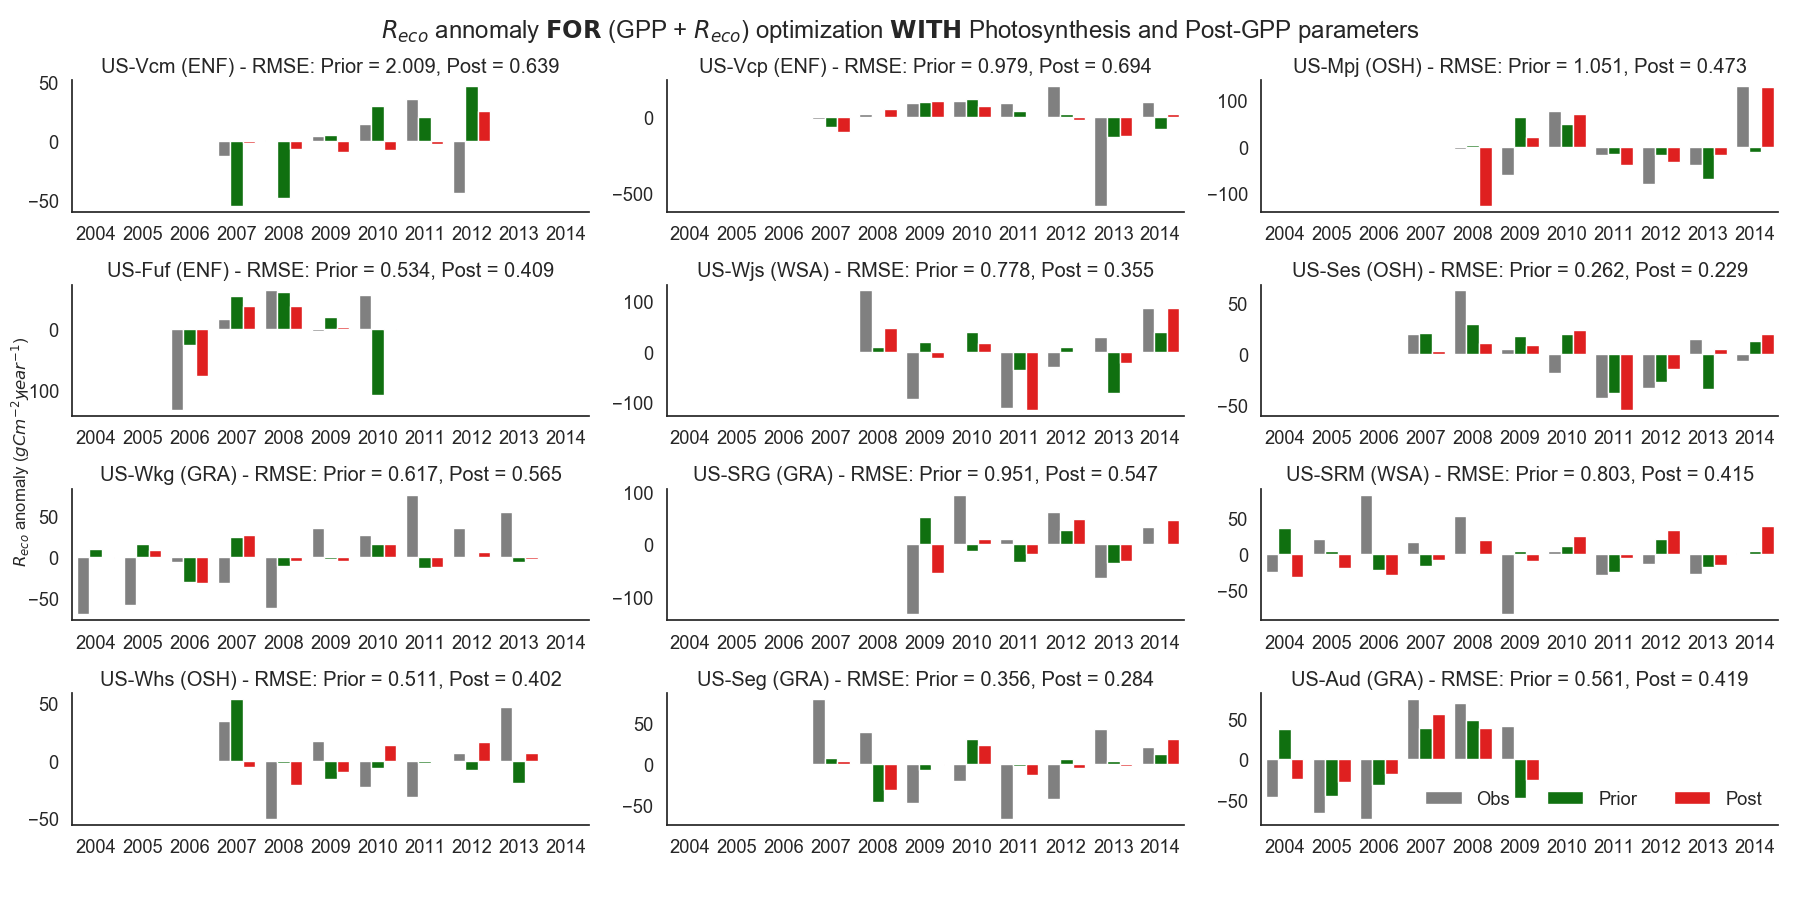 R_eco annomaly FOR (GPP + R_eco) optimization WITH Photosynthesis and Post-GPP parameters
US-Vcm (ENF) - RMSE: Prior = 2.009, Post = 0.639
50
0
−50
2004 2005 2006 2007 2008 2009 2010 2011 2012 2013 2014
US-Vcp (ENF) - RMSE: Prior = 0.979, Post = 0.694
0
−500
2004 2005 2006 2007 2008 2009 2010 2011 2012 2013 2014
US-Mpj (OSH) - RMSE: Prior = 1.051, Post = 0.473
100
0
−100
2004 2005 2006 2007 2008 2009 2010 2011 2012 2013 2014
US-Fuf (ENF) - RMSE: Prior = 0.534, Post = 0.409
0
100
2004 2005 2006 2007 2008 2009 2010 2011 2012 2013 2014
US-Wjs (WSA) - RMSE: Prior = 0.778, Post = 0.355
100
0
−100
2004 2005 2006 2007 2008 2009 2010 2011 2012 2013 2014
US-Ses (OSH) - RMSE: Prior = 0.262, Post = 0.229
50
0
−50
2004 2005 2006 2007 2008 2009 2010 2011 2012 2013 2014
R_eco anomaly (gCm⁻²year⁻¹)
US-Wkg (GRA) - RMSE: Prior = 0.617, Post = 0.565
50
0
−50
2004 2005 2006 2007 2008 2009 2010 2011 2012 2013 2014
US-SRG (GRA) - RMSE: Prior = 0.951, Post = 0.547
100
0
−100
2004 2005 2006 2007 2008 2009 2010 2011 2012 2013 2014
US-SRM (WSA) - RMSE: Prior = 0.803, Post = 0.415
50
0
−50
2004 2005 2006 2007 2008 2009 2010 2011 2012 2013 2014
US-Whs (OSH) - RMSE: Prior = 0.511, Post = 0.402
50
0
−50
2004 2005 2006 2007 2008 2009 2010 2011 2012 2013 2014
US-Seg (GRA) - RMSE: Prior = 0.356, Post = 0.284
50
0
−50
2004 2005 2006 2007 2008 2009 2010 2011 2012 2013 2014
US-Aud (GRA) - RMSE: Prior = 0.561, Post = 0.419
50
0
−50
Obs Prior Post
2004 2005 2006 2007 2008 2009 2010 2011 2012 2013 2014